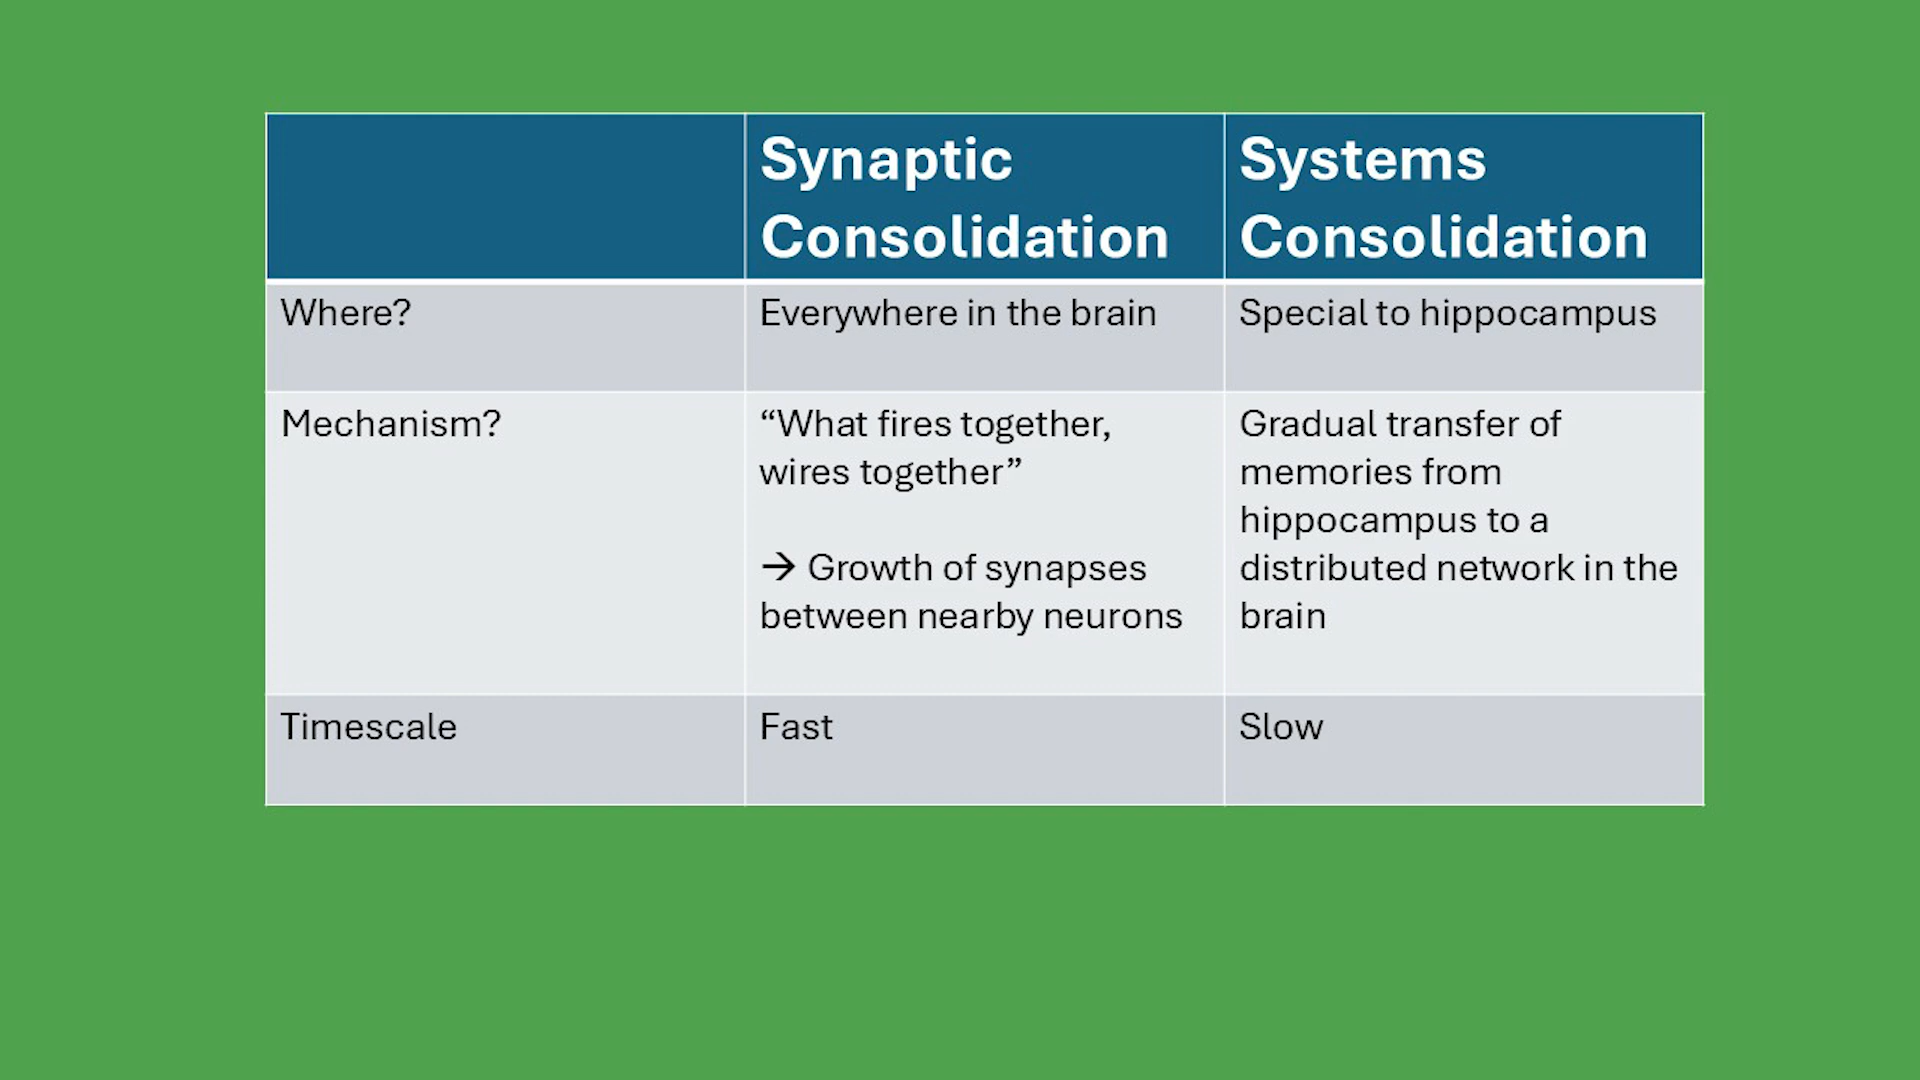 Synaptic
Consolidation
Systems
Consolidation
Where?
Everywhere in the brain
Special to hippocampus
Mechanism?
“What fires together,
wires together”
→ Growth of synapses
between nearby neurons
Gradual transfer of
memories from
hippocampus to a
distributed network in the
brain
Timescale
Fast
Slow